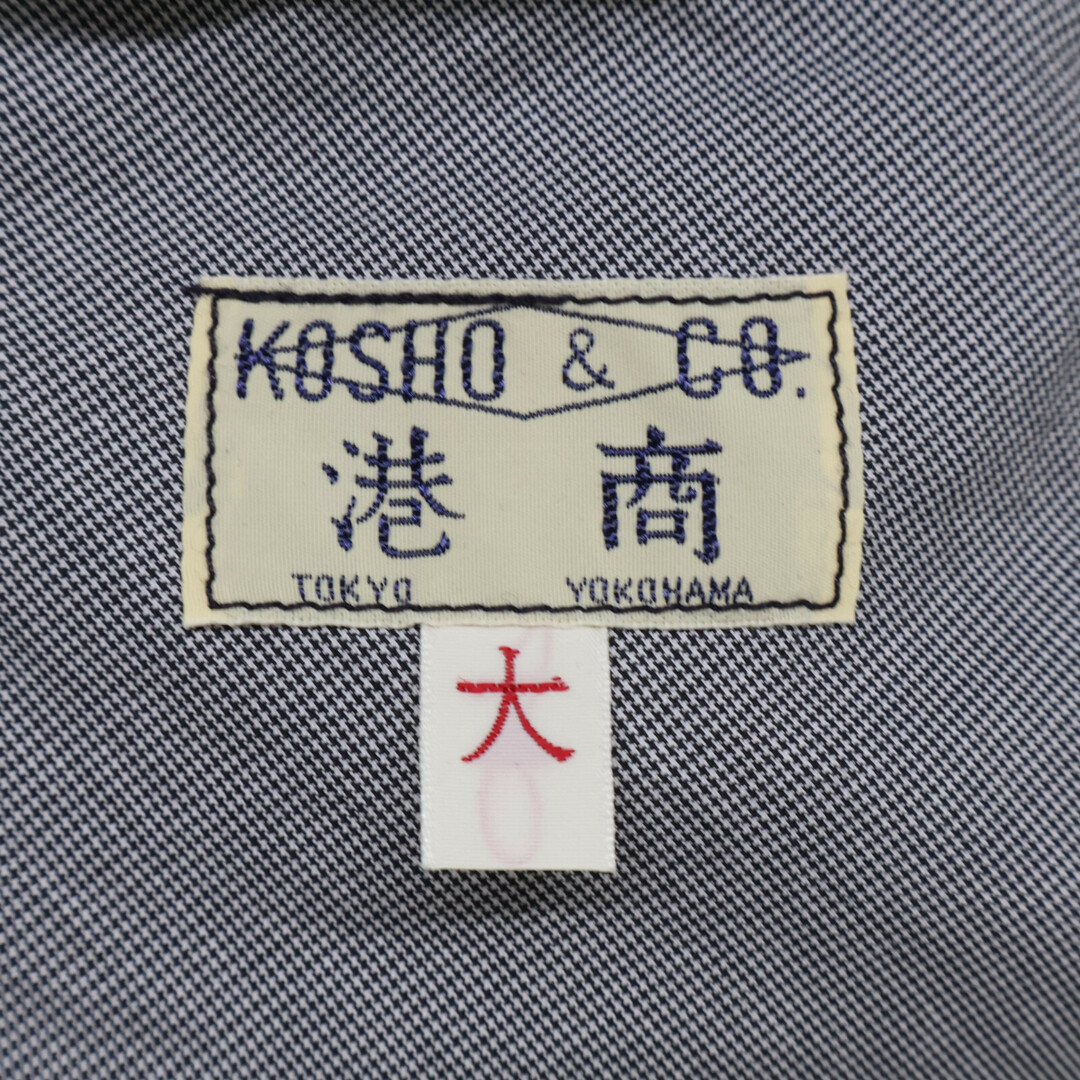 KOSHO & CO.
港 商
TOKYO YOKOHAMA
大